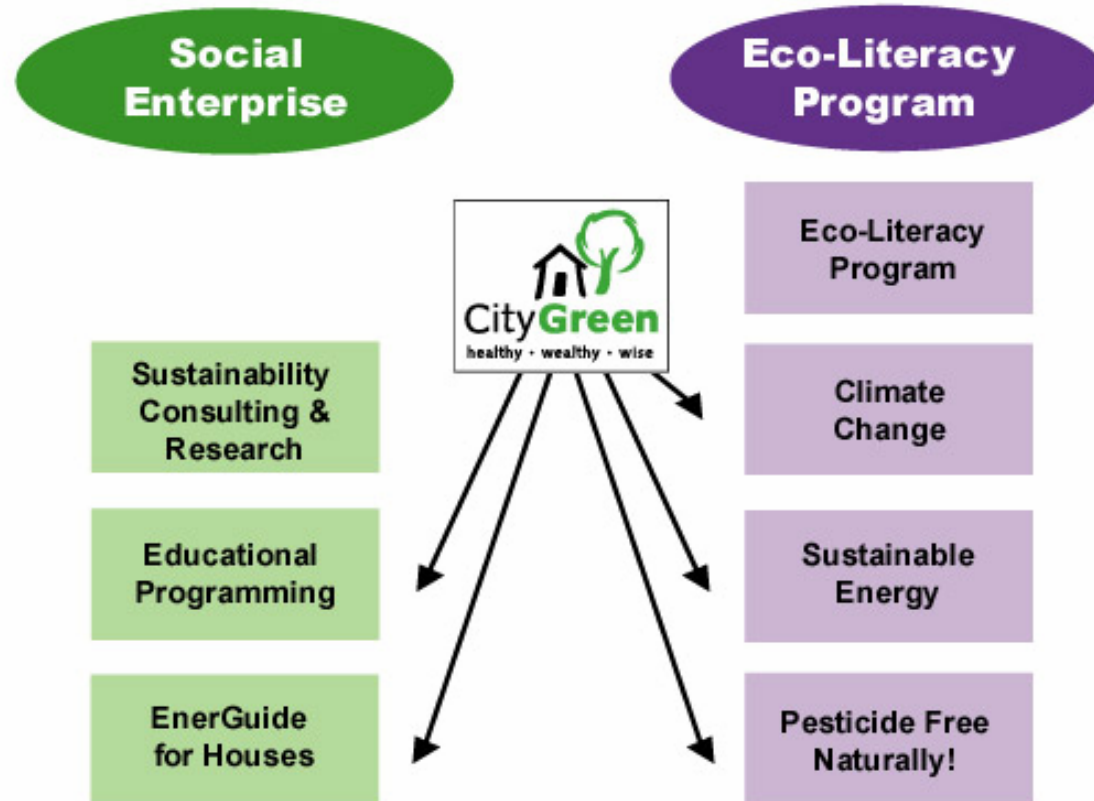 Social
Enterprise
Eco-Literacy
Program
Eco-Literacy
Program
CityGreen
healthy • wealthy • wise
Sustainability
Consulting &
Research
Climate
Change
Educational
Programming
Sustainable
Energy
EnerGuide
for Houses
Pesticide Free
Naturally!